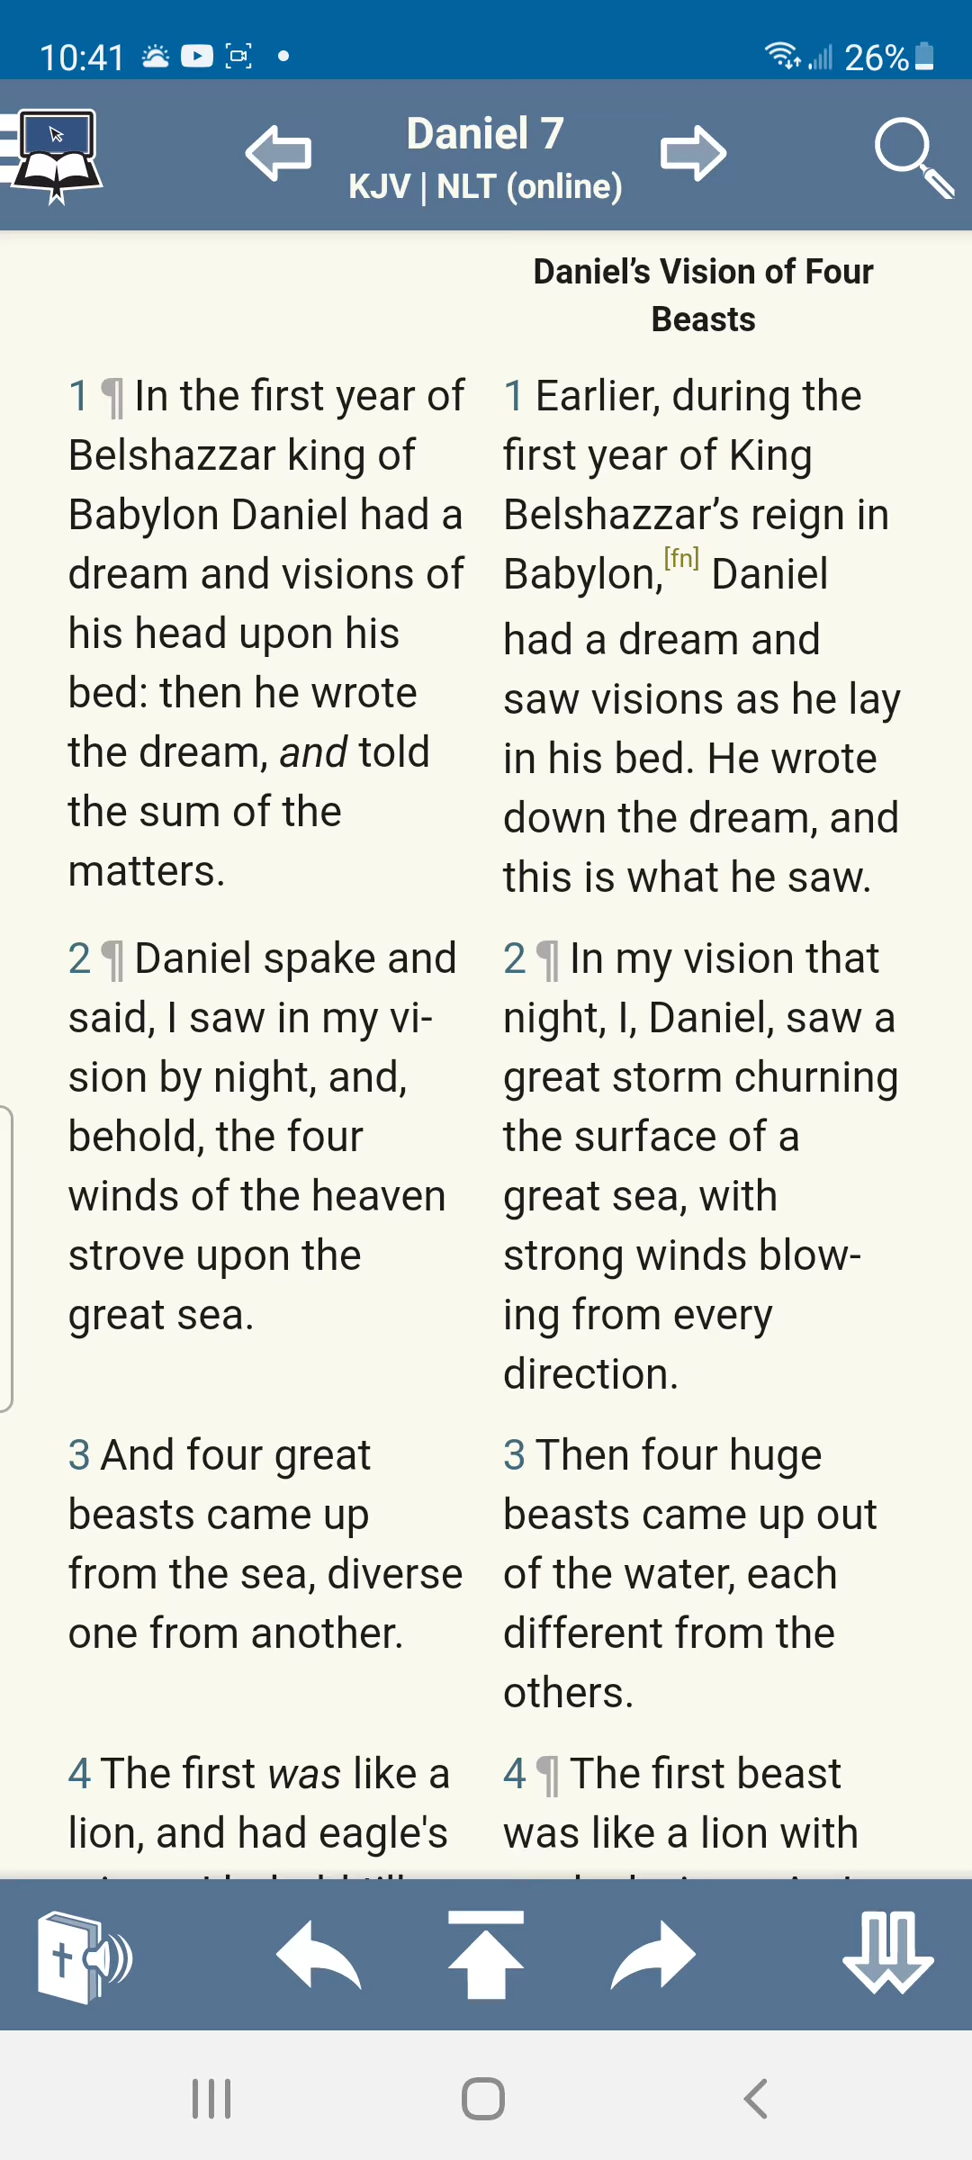 10:41
26%
Daniel 7
KJV | NLT (online)
Daniel’s Vision of Four
Beasts
1 ¶ In the first year of
Belshazzar king of
Babylon Daniel had a
dream and visions of
his head upon his
bed: then he wrote
the dream, and told
the sum of the
matters.
1 Earlier, during the
first year of King
Belshazzar’s reign in
Babylon,[fn] Daniel
had a dream and
saw visions as he lay
in his bed. He wrote
down the dream, and
this is what he saw.
2 ¶ Daniel spake and
said, I saw in my vi-
sion by night, and,
behold, the four
winds of the heaven
strove upon the
great sea.
2 ¶ In my vision that
night, I, Daniel, saw a
great storm churning
the surface of a
great sea, with
strong winds blow-
ing from every
direction.
3 And four great
beasts came up
from the sea, diverse
one from another.
3 Then four huge
beasts came up out
of the water, each
different from the
others.
4 The first was like a
lion, and had eagle's
4 ¶ The first beast
was like a lion with